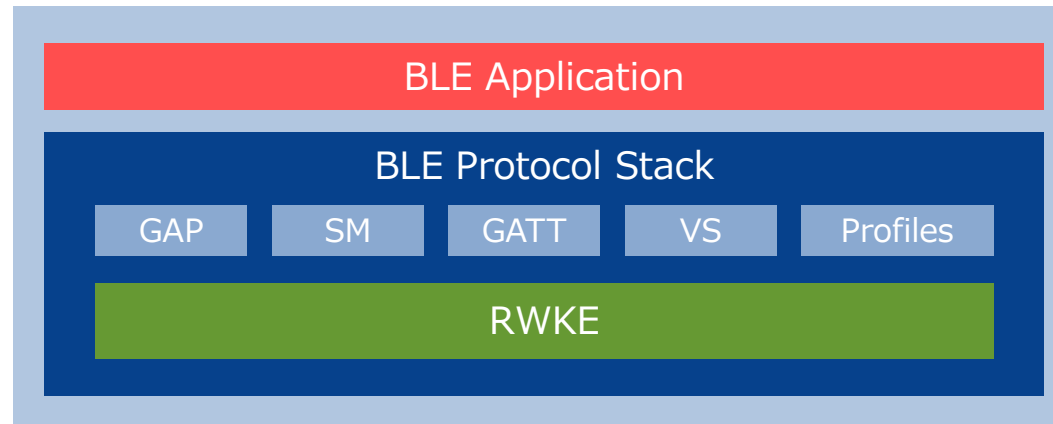 BLE Application
BLE Protocol Stack
GAP SM GATT VS Profiles
RWKE